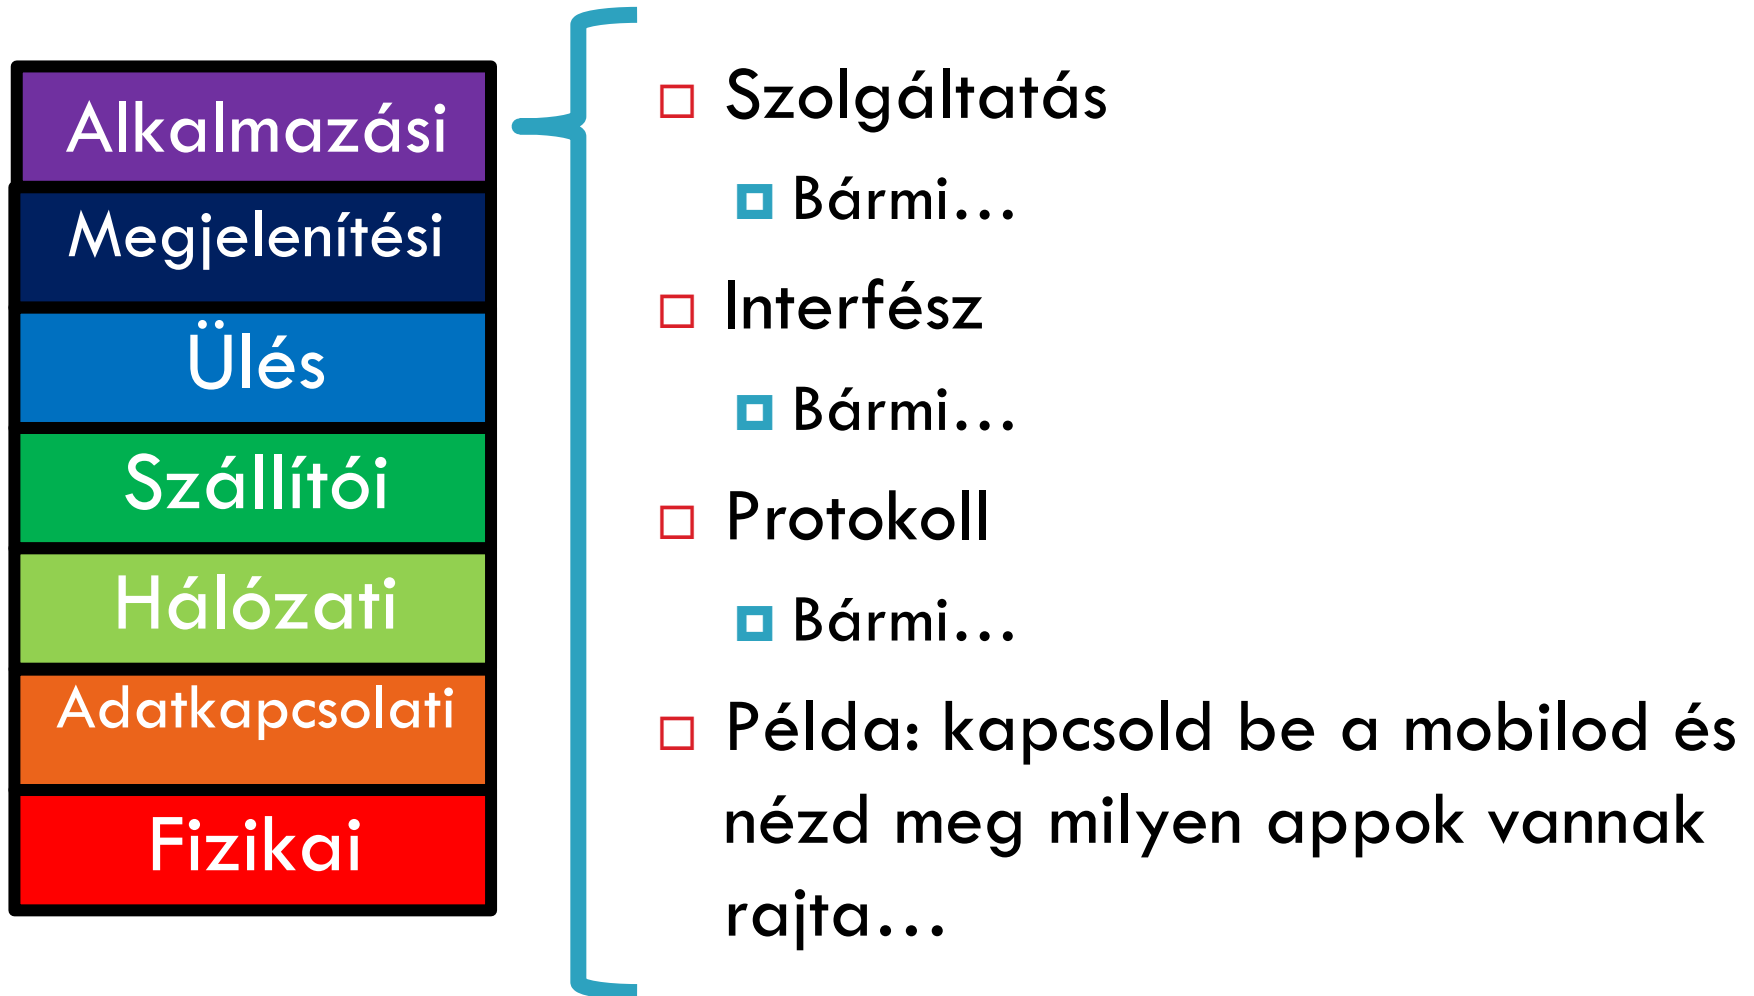 Alkalmazási
Megjelenítési
Ülés
Szállítói
Hálózati
Adatkapcsolati
Fizikai
Szolgáltatás
Bármi…
Interfész
Bármi…
Protokoll
Bármi…
Példa: kapcsold be a mobilod és
nézd meg milyen appok vannak
rajta…